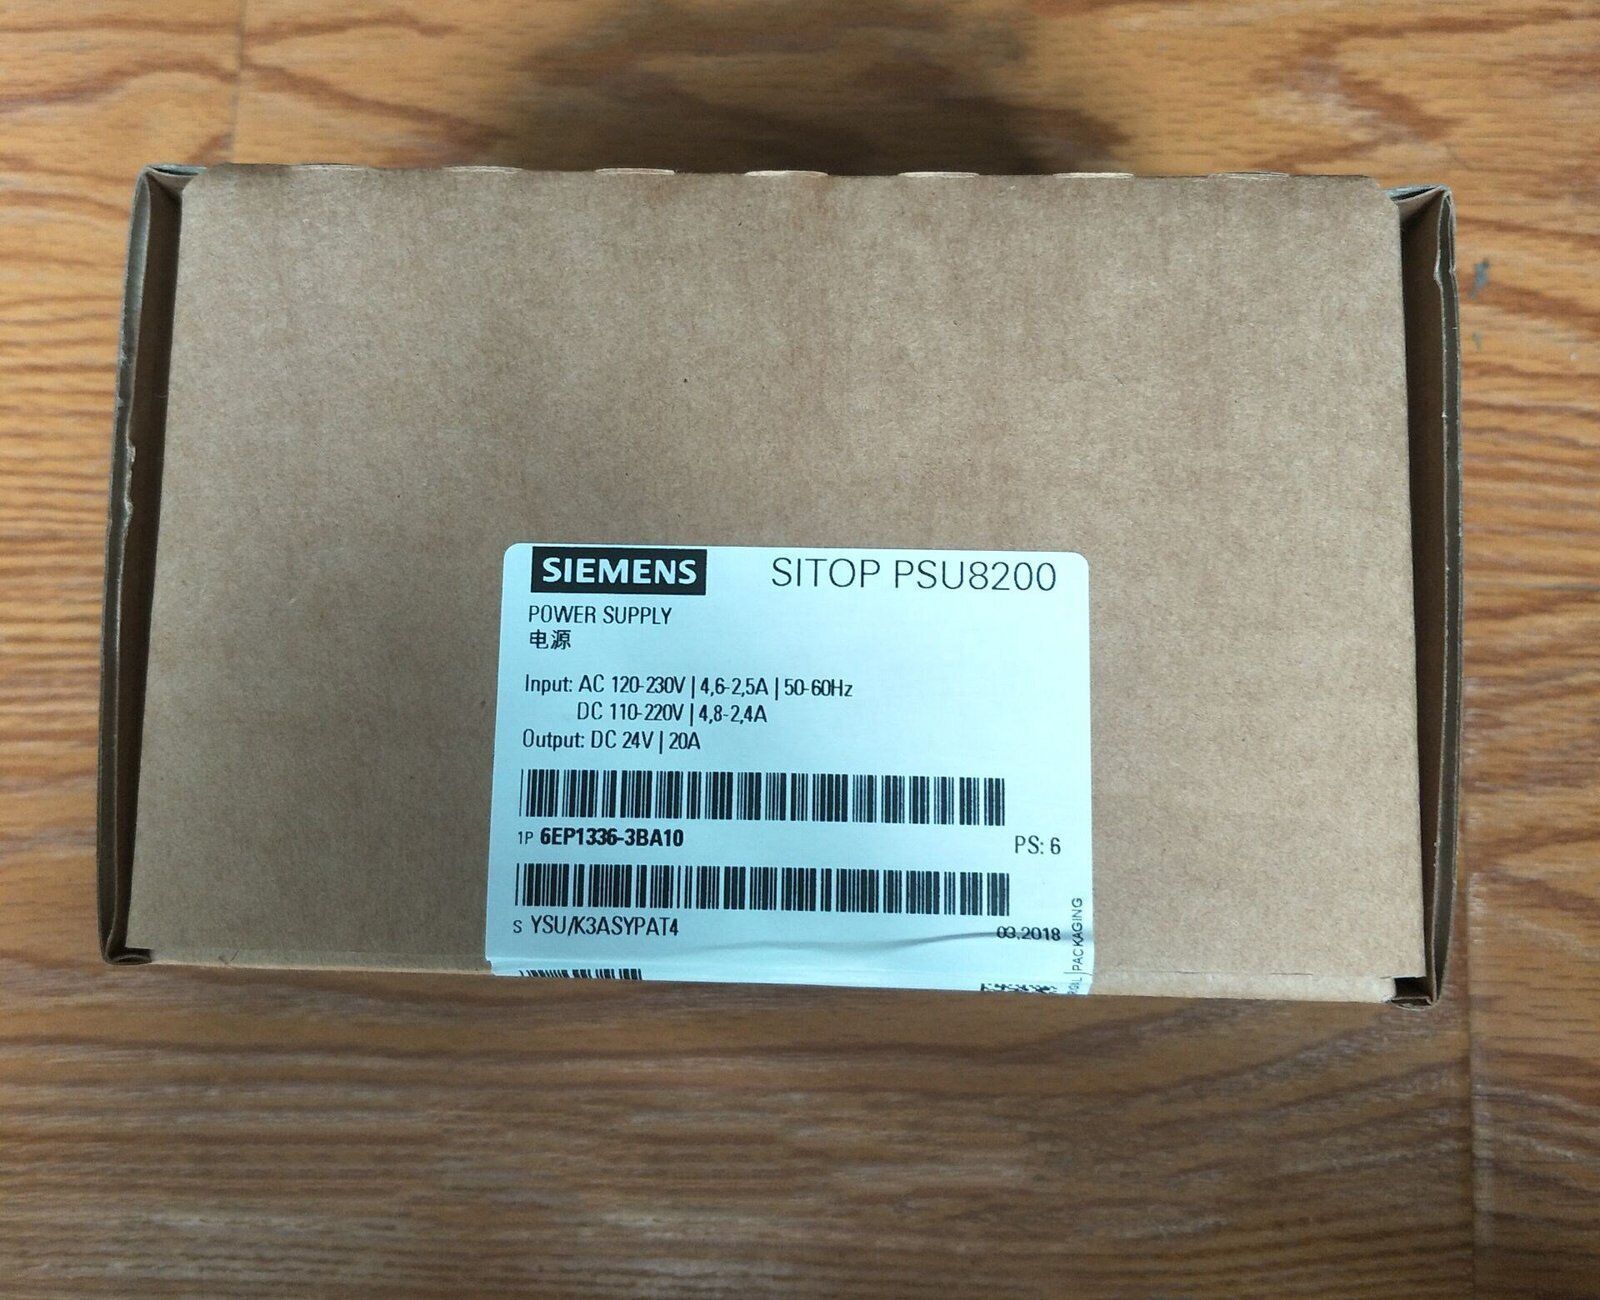 SIEMENS SITOP PSU8200
POWER SUPPLY
电源
Input: AC 120-230V | 4,6-2,5A | 50-60Hz
DC 110-220V | 4,8-2,4A
Output: DC 24V | 20A
1P 6EP1336-3BA10 PS: 6
S YSU/K3ASYPAT4
03.2018
PACKAGING